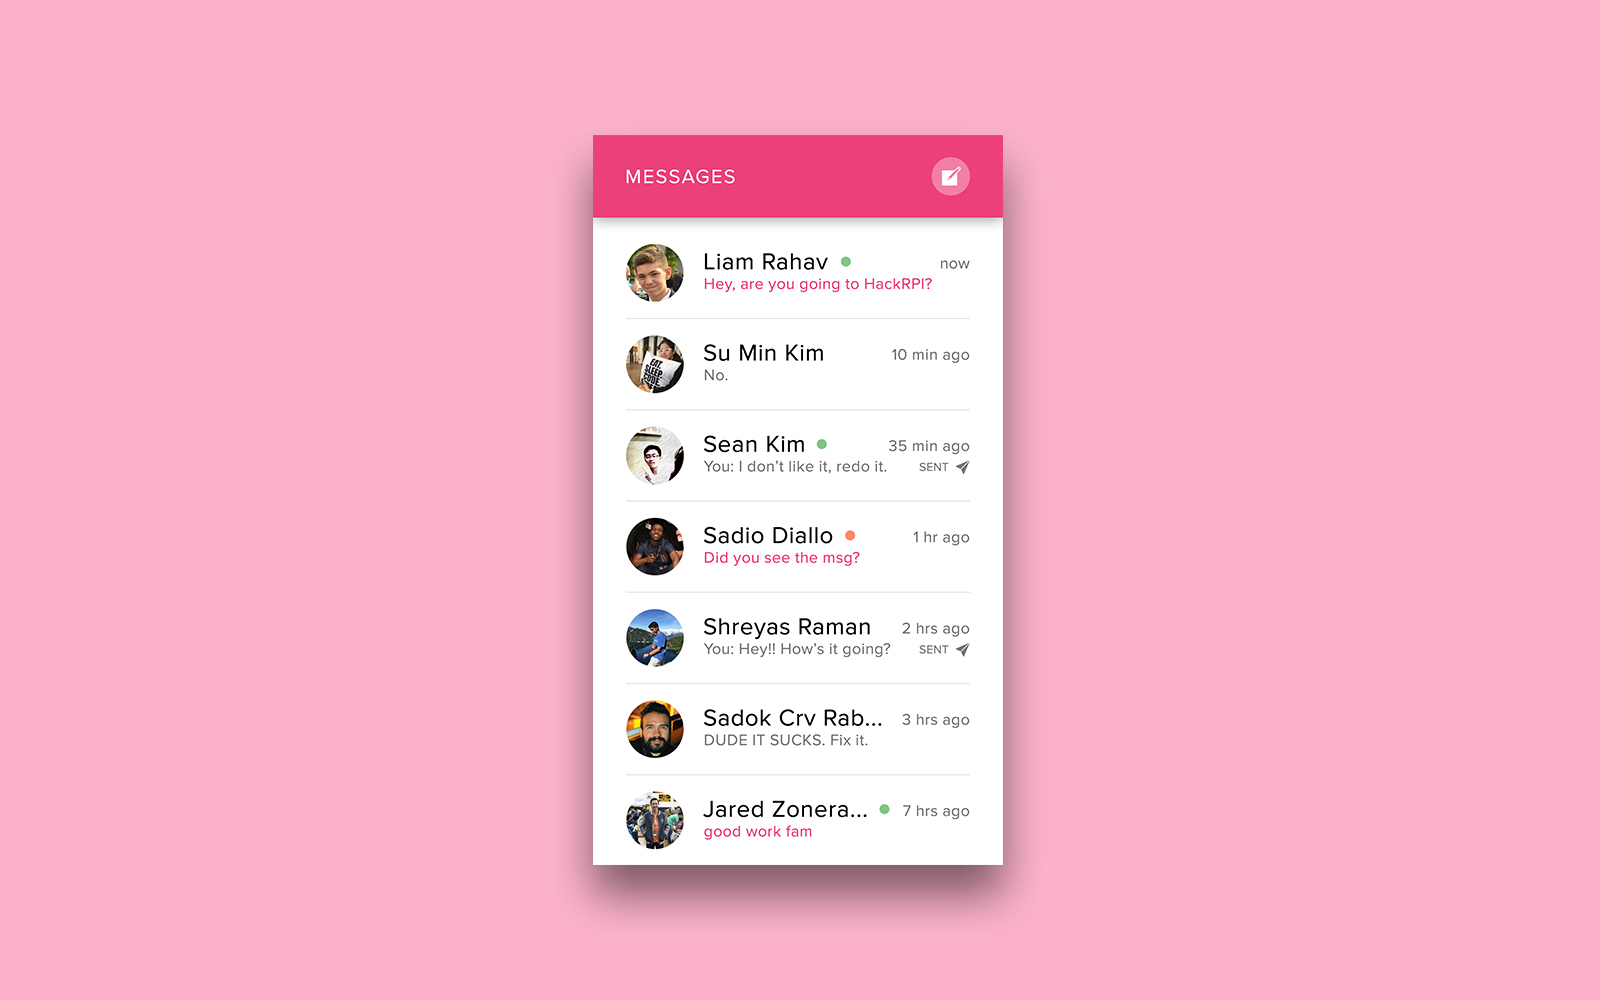 MESSAGES
Liam Rahav
now
Hey, are you going to HackRPI?
Su Min Kim
10 min ago
No.
EAT.
SLEEP.
CODE.
Sean Kim
35 min ago
You: I don’t like it, redo it.
SENT
Sadio Diallo
1 hr ago
Did you see the msg?
Shreyas Raman
2 hrs ago
You: Hey!! How’s it going?
SENT
Sadok Crv Rab...
3 hrs ago
DUDE IT SUCKS. Fix it.
Jared Zonera...
7 hrs ago
good work fam